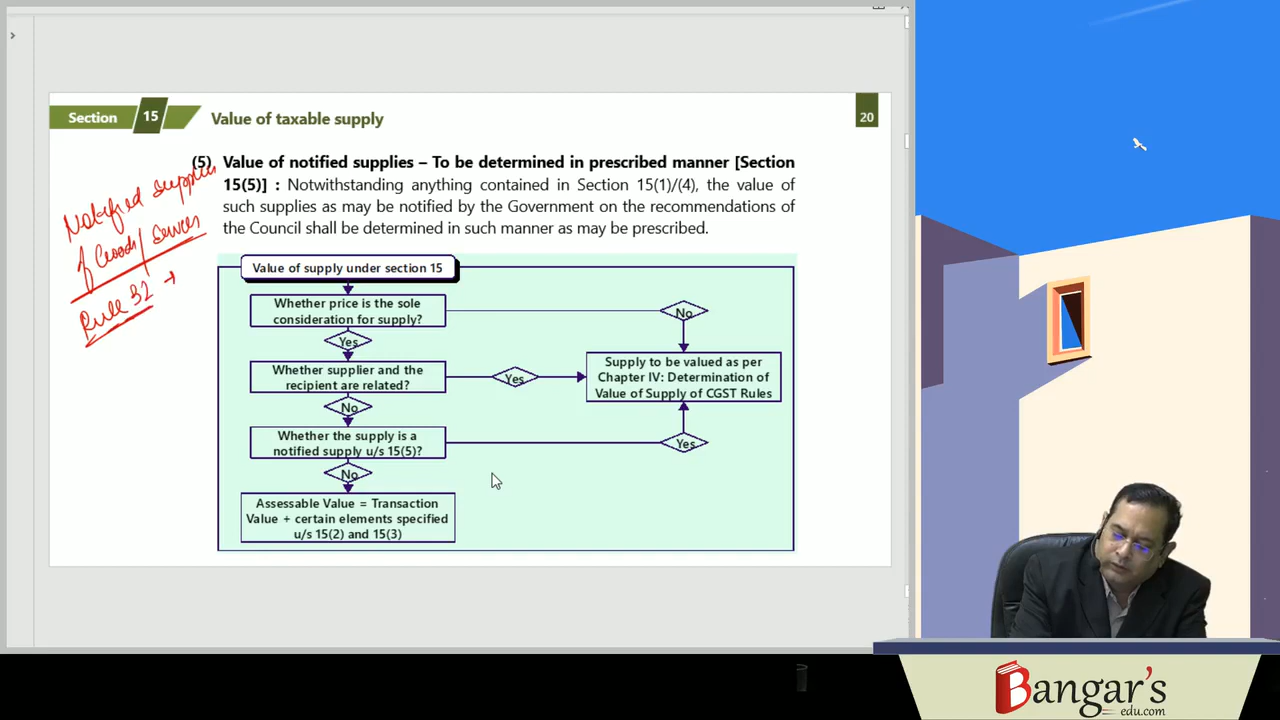 Section 15 Value of taxable supply 20
(5) Value of notified supplies – To be determined in prescribed manner [Section
15(5)] : Notwithstanding anything contained in Section 15(1)/(4), the value of
such supplies as may be notified by the Government on the recommendations of
the Council shall be determined in such manner as may be prescribed.
Notified Supplies
of Goods/ Services
Rule 32 →
Value of supply under section 15
Whether price is the sole
consideration for supply?
No
Yes
Whether supplier and the
recipient are related?
Yes
Supply to be valued as per
Chapter IV: Determination of
Value of Supply of CGST Rules
No
Whether the supply is a
notified supply u/s 15(5)?
Yes
No
Assessable Value = Transaction
Value + certain elements specified
u/s 15(2) and 15(3)
Bangar's
edu.com